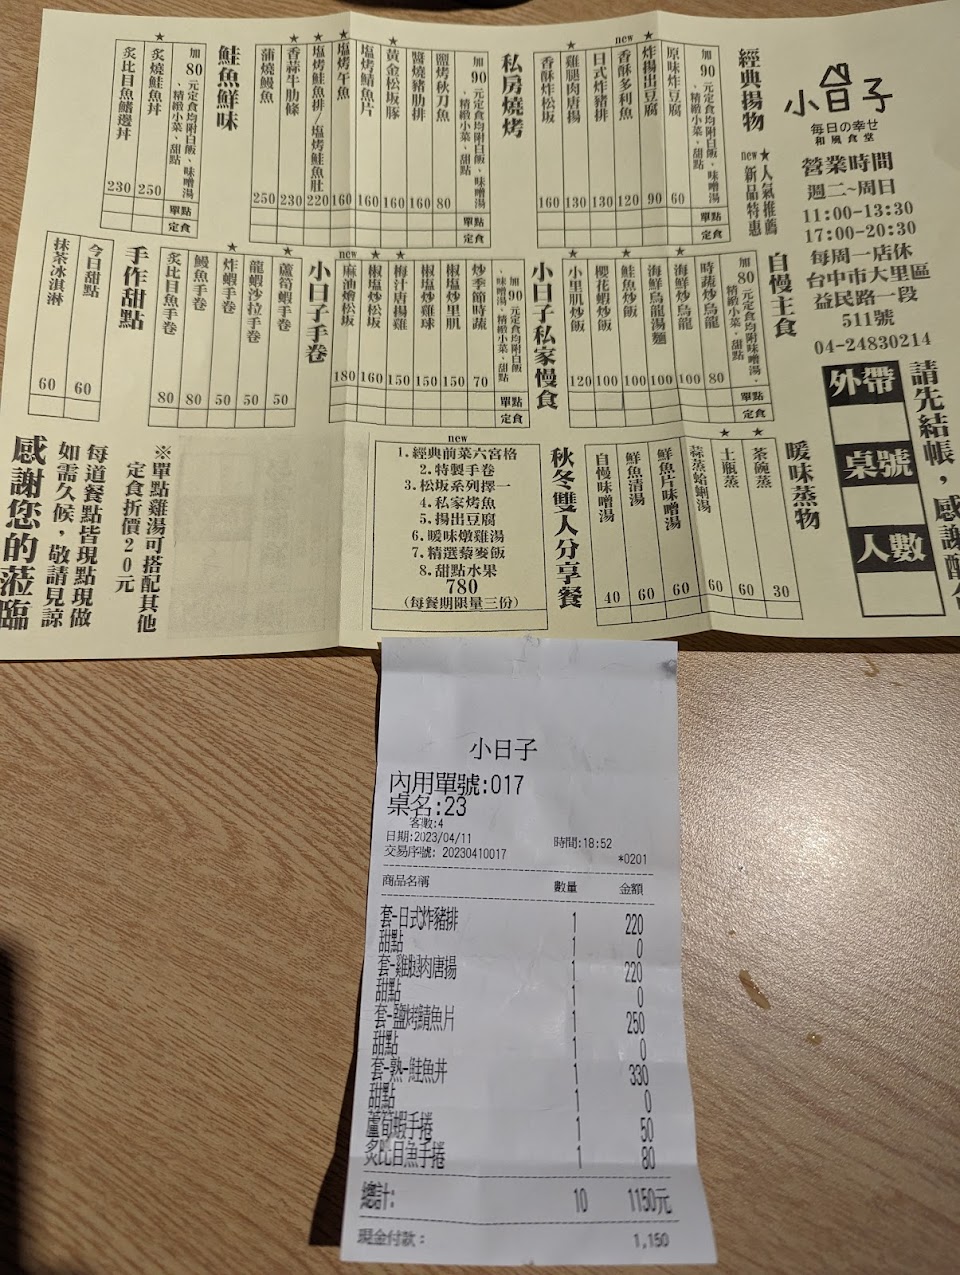 小日子
毎日の幸せ
和風食堂
營業時間
週二~周日
11:00-13:30
17:00-20:30
每周一店休
台中市大里區
益民路一段
511號
04-24830214
請先結帳，感謝配合
外帶
桌號
人數
★人氣推薦
new 新品特惠
經典揚物
加90元定食均附白飯、味噌湯、精緻小菜、甜點
單點
定食
原味炸豆腐 60
★炸揚出豆腐 90
new 香酥多利魚 120
日式炸豬排 130
★雞腿肉唐揚 130
香酥炸松坂 160
私房燒烤
加90元定食均附白飯、味噌湯、精緻小菜、甜點
單點
定食
鹽烤秋刀魚 80
醬燒豬肋排 160
★黃金松坂豚 160
塩烤鯖魚片 160
★塩烤午魚 160
★塩烤鮭魚排/塩烤鮭魚肚 220
★香蒜牛肋條 230
蒲燒鰻魚 250
鮭魚鮮味
加80元定食均附白飯、味噌湯、精緻小菜、甜點
單點
定食
★炙燒鮭魚丼 250
炙比目魚鰭邊丼 230
自慢主食
加80元定食均附味噌湯、精緻小菜、甜點
單點
定食
時蔬炒烏龍 80
★海鮮炒烏龍 100
海鮮烏龍湯麵 100
★鮭魚炒飯 100
櫻花蝦炒飯 100
★小里肌炒飯 120
小日子私家慢食
加90元定食均附白飯、味噌湯、精緻小菜、甜點
單點
定食
炒季節時蔬 70
椒塩炒里肌 150
椒塩炒雞球 150
★梅汁唐揚雞 150
★椒塩炒松坂 160
new 麻油燴松坂 180
小日子手卷
★蘆筍蝦手卷 50
龍蝦沙拉手卷 50
★炸蝦手卷 50
鰻魚手卷 80
炙比目魚手卷 80
手作甜點
今日甜點 60
抹茶冰淇淋 60
暖味蒸物
★茶碗蒸 30
★土瓶蒸 60
蒜蒸蛤蜊湯 60
鮮魚片味噌湯 60
鮮魚清湯 60
自慢味噌湯 40
秋冬雙人分享餐
new
1.經典前菜六宮格
2.特製手卷
3.松坂系列擇一
4.私家烤魚
5.揚出豆腐
6.暖味燉雞湯
7.精選藜麥飯
8.甜點水果
780
(每餐期限量三份)
※單點雞湯可搭配其他
定食折價20元
每道餐點皆現點現做
如需久候，敬請見諒
感謝您的蒞臨
小日子
內用單號:017
桌名:23
客數:4
日期:2023/04/11 時間:18:52
交易序號: 20230410017 *0201
商品名稱 數量 金額
套-日式炸豬排 1 220
甜點 1 0
套-雞腿肉唐揚 1 220
甜點 1 0
套-鹽烤鯖魚片 1 250
甜點 1 0
套-熟-鮭魚丼 1 330
甜點 1 0
蘆筍蝦手捲 1 50
炙比目魚手捲 1 80
總計: 10 1150元
現金付款: 1,150